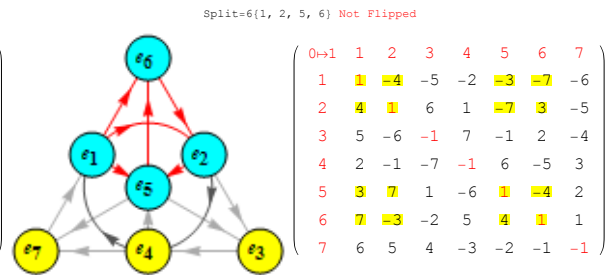 Split=6{1, 2, 5, 6} Not Flipped
e6
e1
e2
e5
e7
e4
e3
0↦1 1 2 3 4 5 6 7
1 1 -4 -5 -2 -3 -7 -6
2 4 1 6 1 -7 3 -5
3 5 -6 -1 7 -1 2 -4
4 2 -1 -7 -1 6 -5 3
5 3 7 1 -6 1 -4 2
6 7 -3 -2 5 4 1 1
7 6 5 4 -3 -2 -1 -1